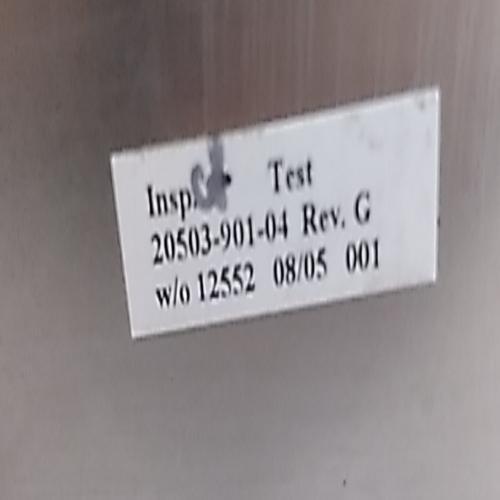 Insp. Test
20503-901-04 Rev. G
w/o 12552 08/05 001